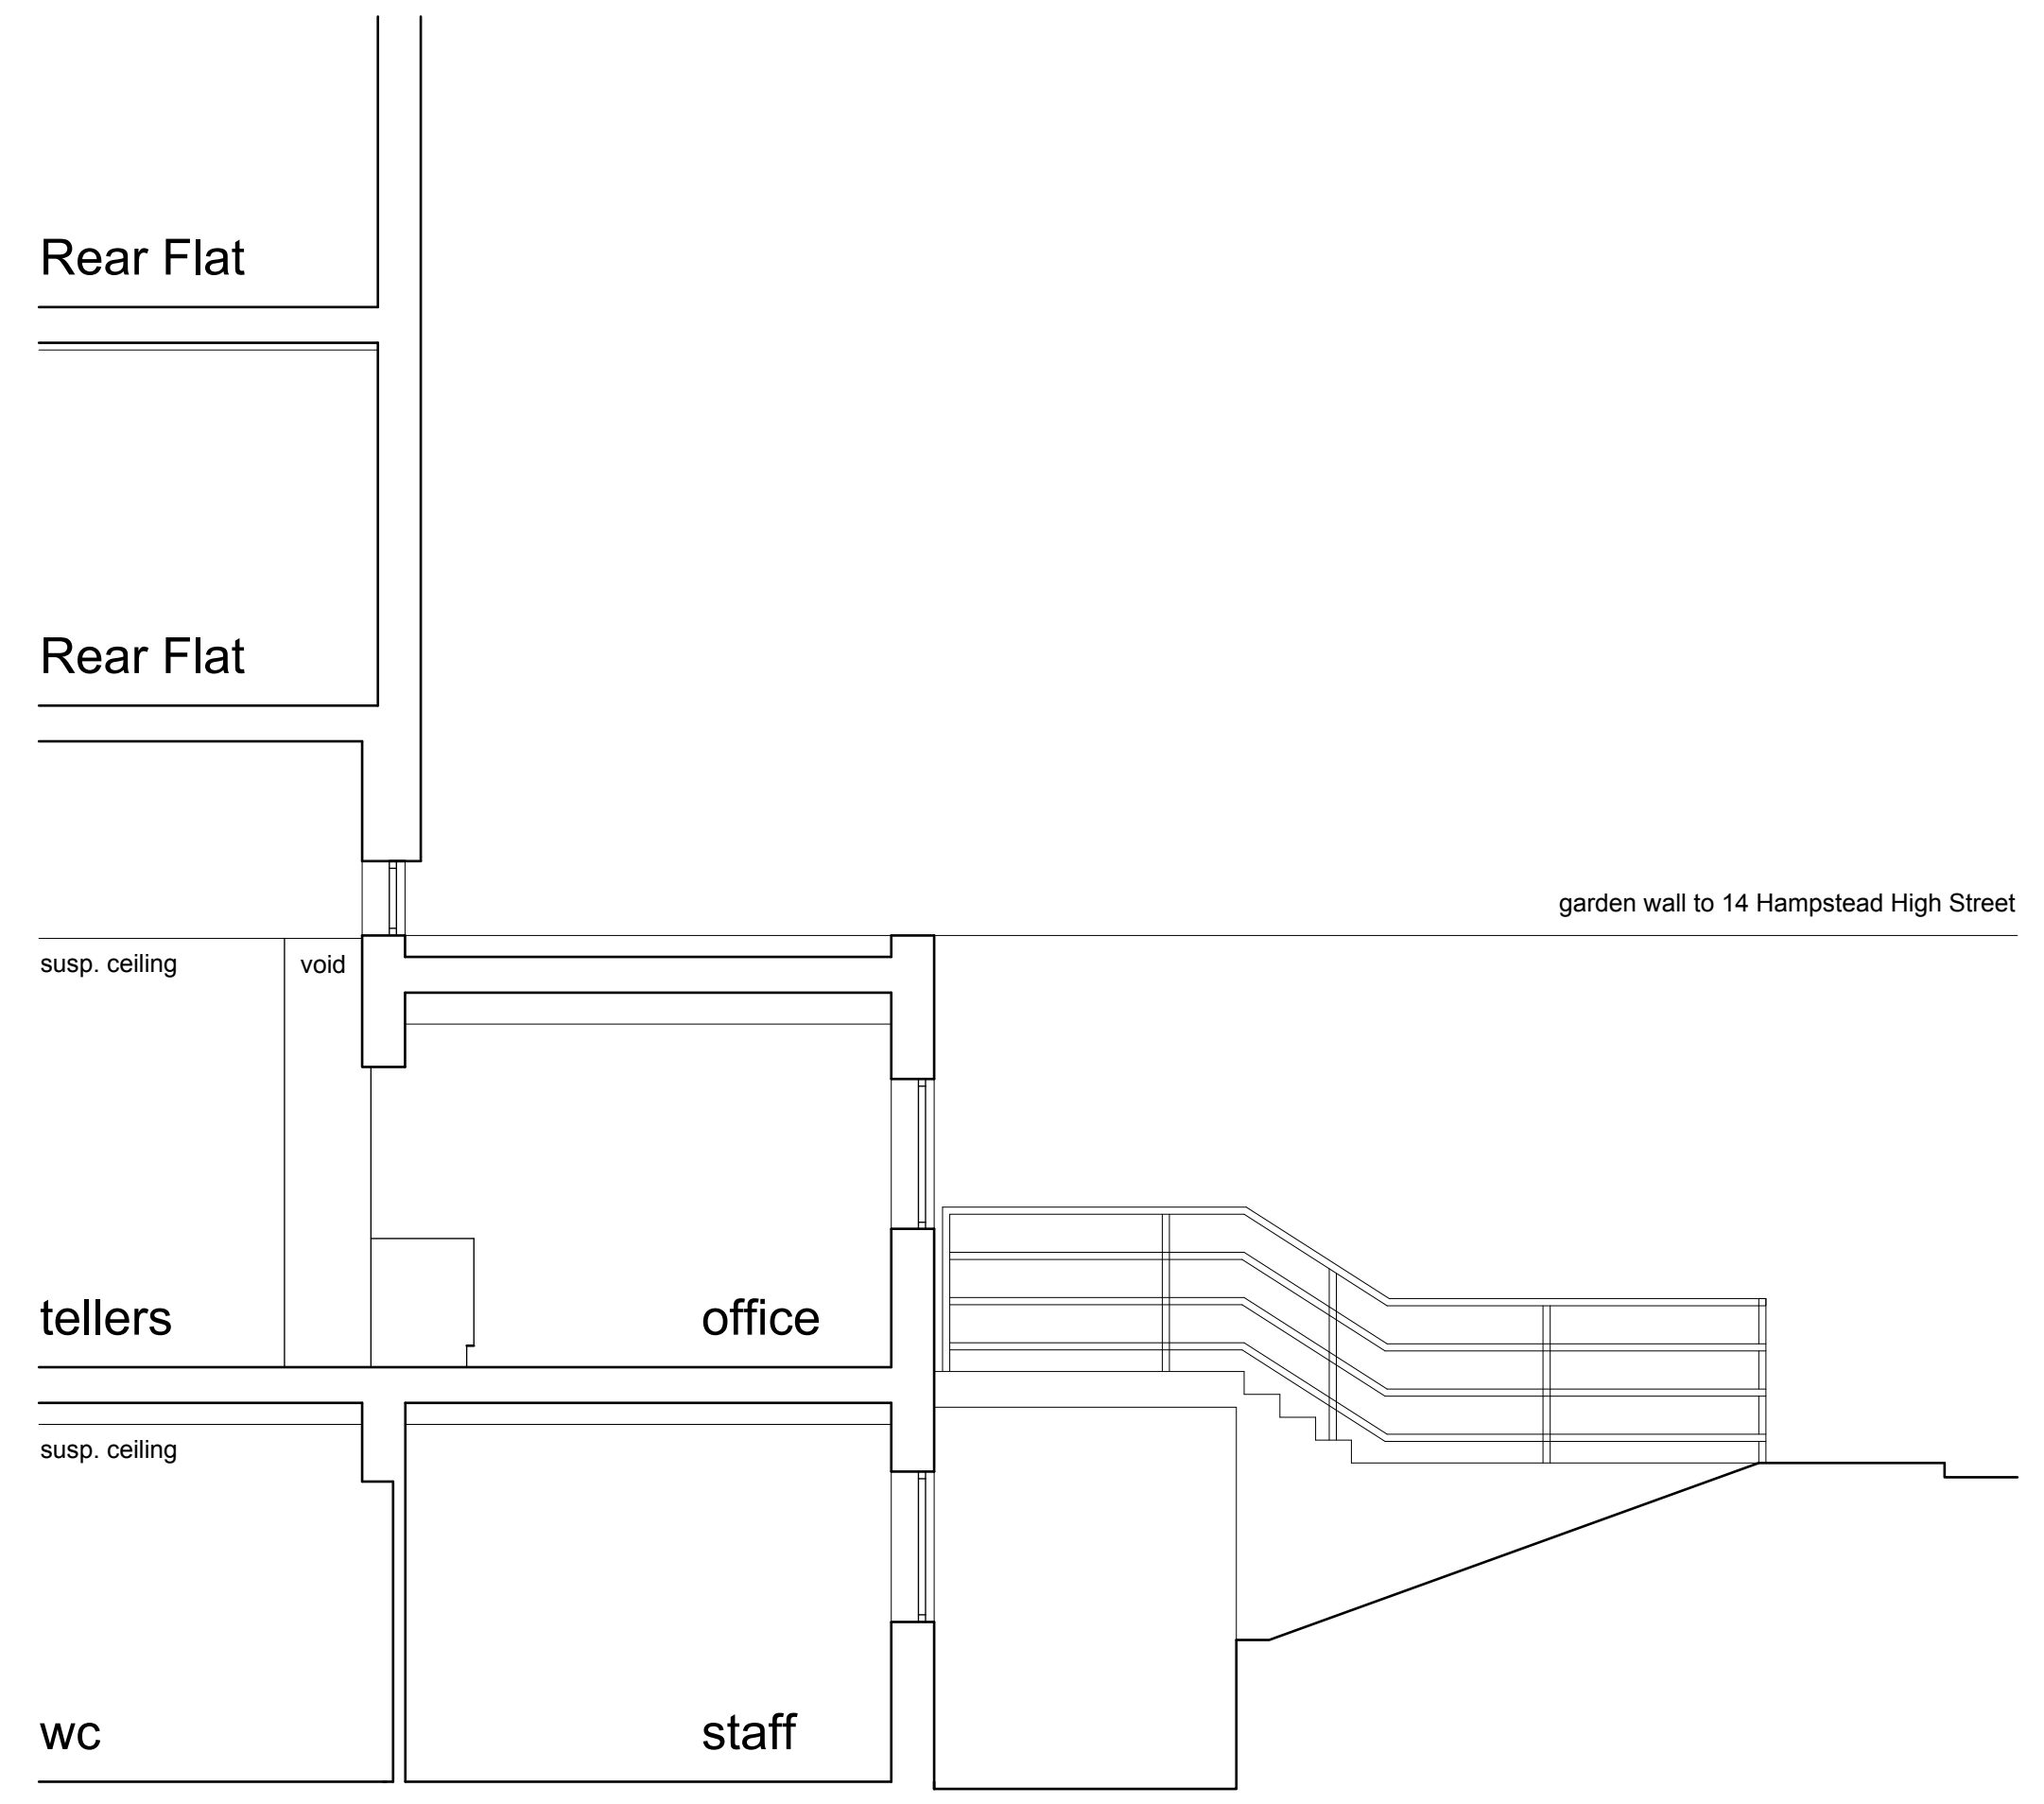 Rear Flat
Rear Flat
garden wall to 14 Hampstead High Street
susp. ceiling
void
tellers
office
susp. ceiling
wc
staff